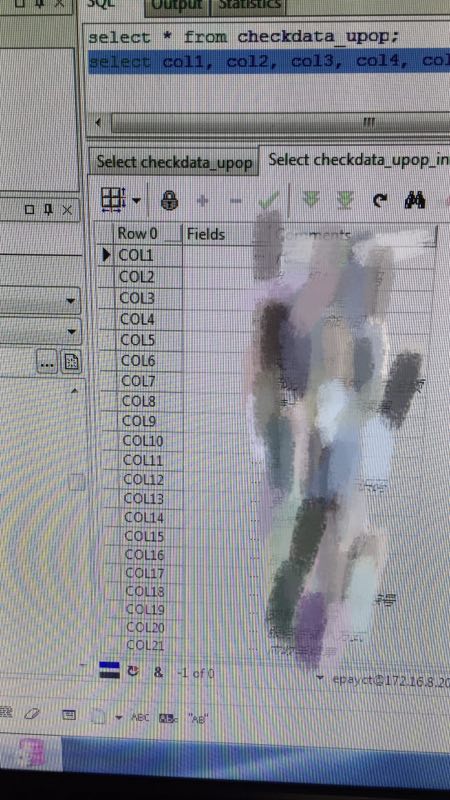 SQL Output Statistics
select * from checkdata_upop;
select col1, col2, col3, col4,
Select checkdata_upop Select checkdata_upop_in
Row 0 Fields Comments
COL1
COL2
COL3
COL4
COL5
COL6
COL7
COL8
COL9
COL10
COL11
COL12
COL13
COL14
COL15
COL16
COL17
COL18
COL19
COL20
COL21
& -1 of 0 epayct@172.16.8.20
ABC "AB"